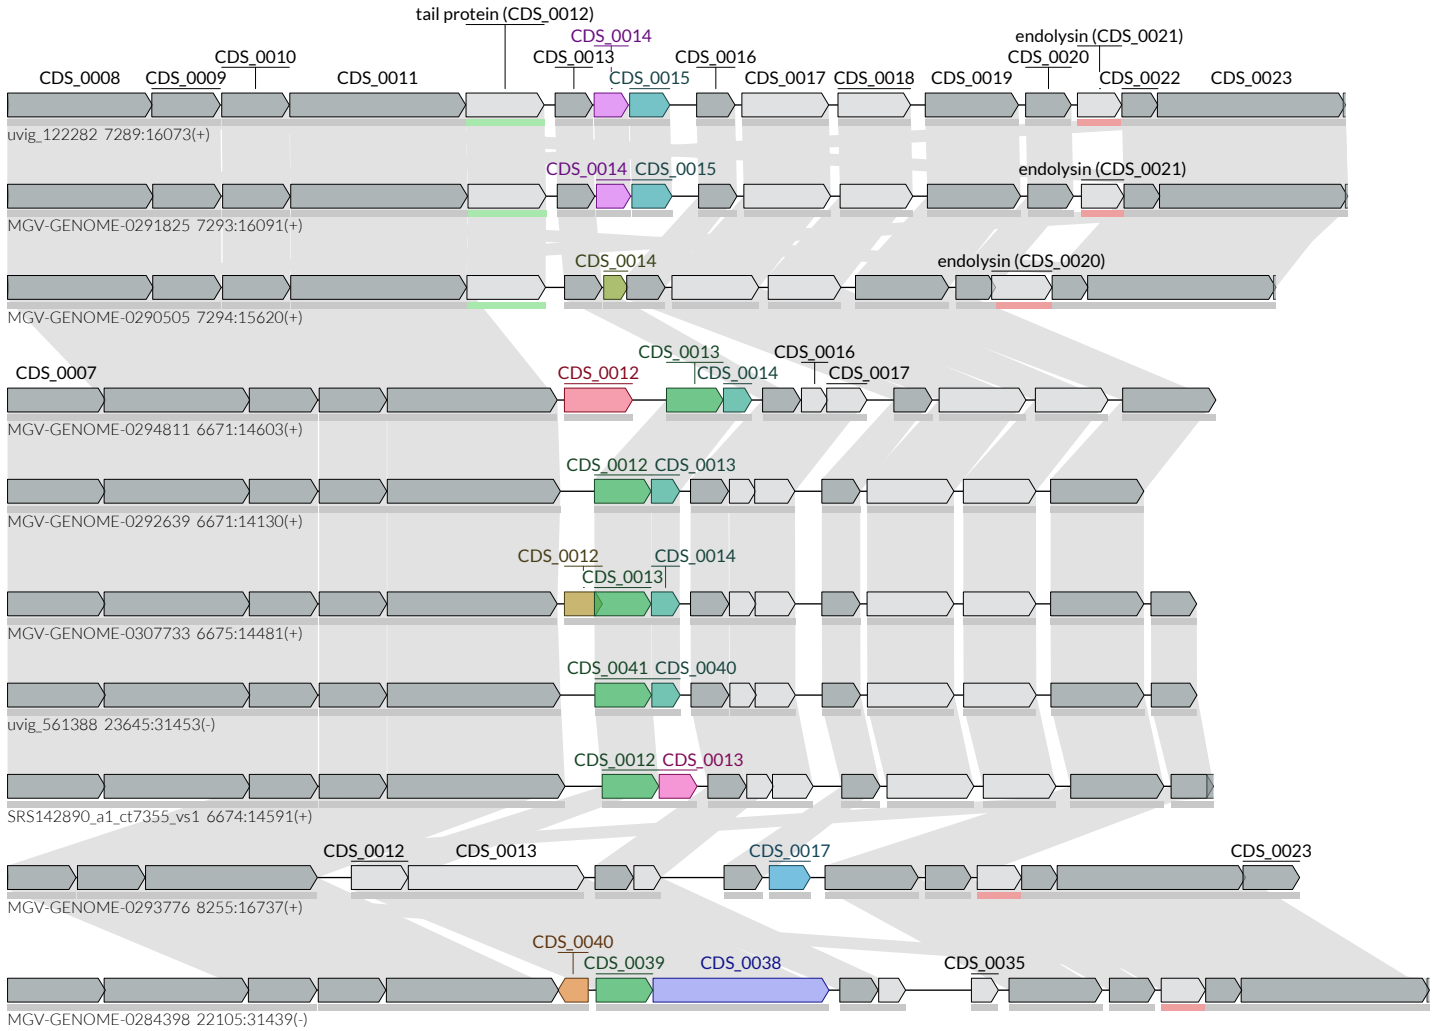 tail protein (CDS_0012)
CDS_0014 endolysin (CDS_0021)
CDS_0010 CDS_0013 CDS_0016 CDS_0020
CDS_0008 CDS_0009 CDS_0011 CDS_0015 CDS_0017 CDS_0018 CDS_0019 CDS_0022 CDS_0023
uvig_122282 7289:16073(+)
CDS_0014 CDS_0015 endolysin (CDS_0021)
MGV-GENOME-0291825 7293:16091(+)
CDS_0014 endolysin (CDS_0020)
MGV-GENOME-0290505 7294:15620(+)
CDS_0013 CDS_0016
CDS_0007 CDS_0012 CDS_0014 CDS_0017
MGV-GENOME-0294811 6671:14603(+)
CDS_0012 CDS_0013
MGV-GENOME-0292639 6671:14130(+)
CDS_0012 CDS_0014
CDS_0013
MGV-GENOME-0307733 6675:14481(+)
CDS_0041 CDS_0040
uvig_561388 23645:31453(-)
CDS_0012 CDS_0013
SRS142890_a1_ct7355_vs1 6674:14591(+)
CDS_0012 CDS_0013 CDS_0017 CDS_0023
MGV-GENOME-0293776 8255:16737(+)
CDS_0040
CDS_0039 CDS_0038 CDS_0035
MGV-GENOME-0284398 22105:31439(-)